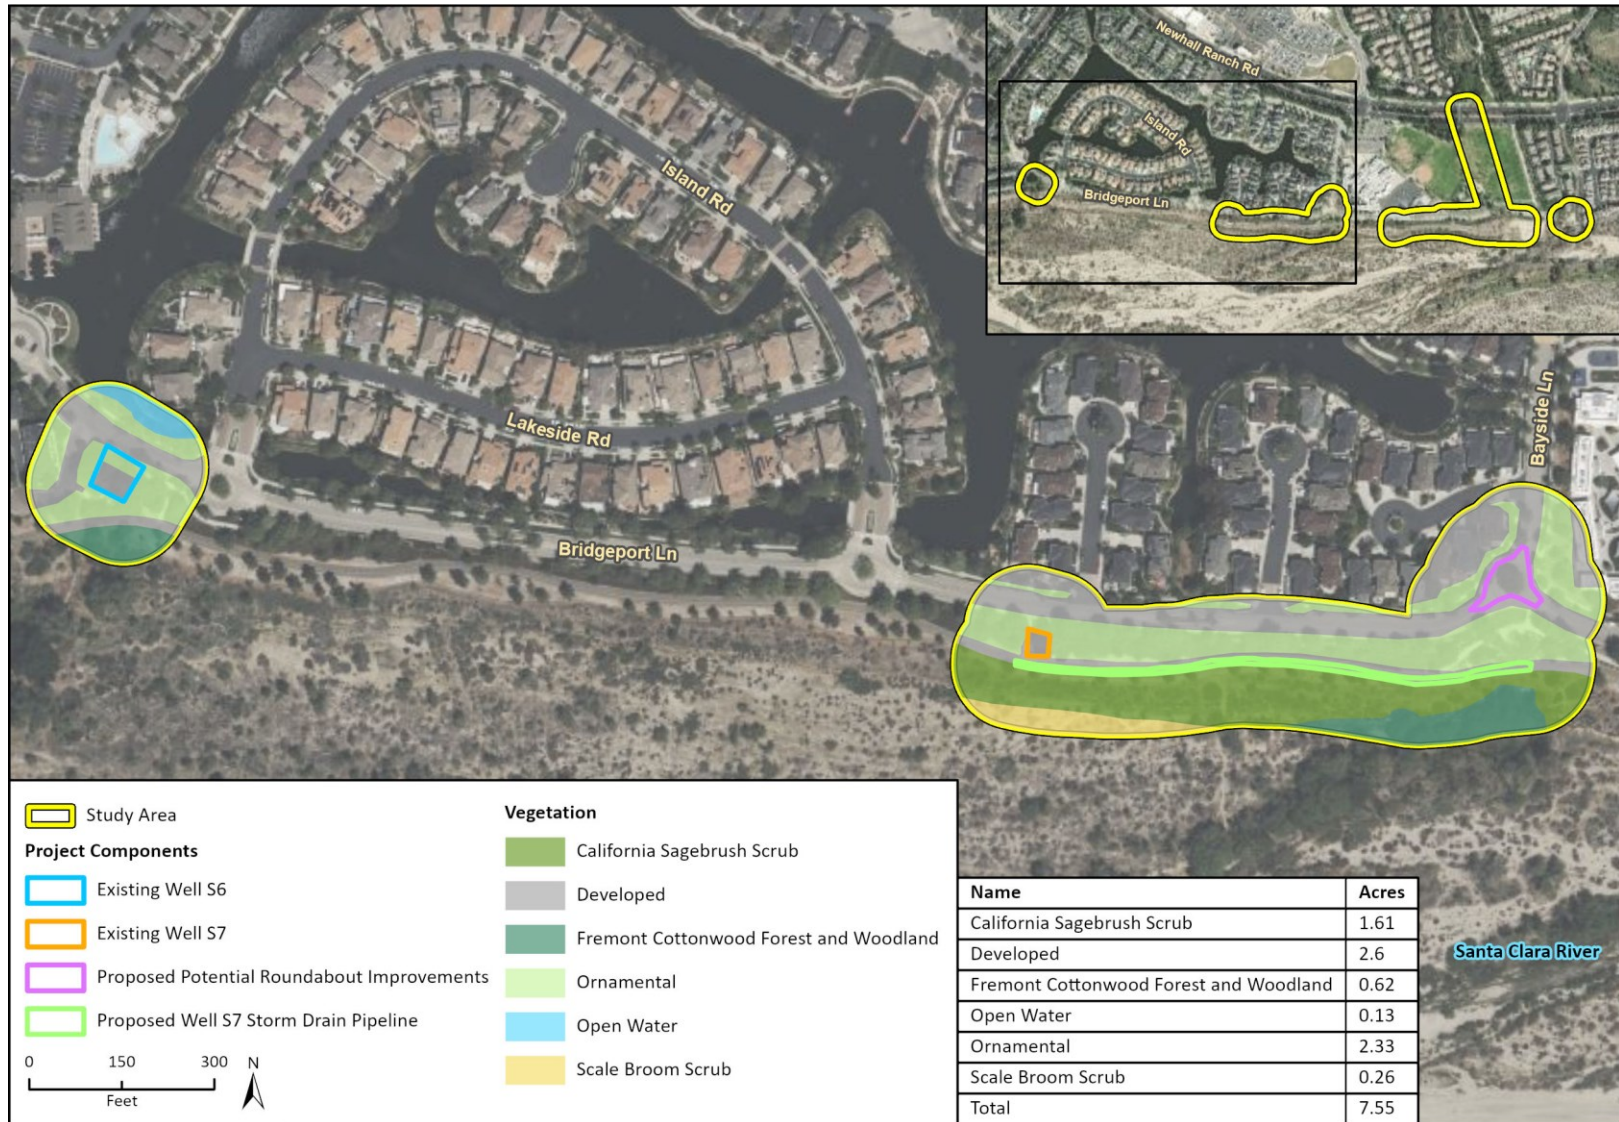 Newhall Ranch Rd
Island Rd
Bridgeport Ln
Island Rd
Lakeside Rd
Bridgeport Ln
Bayside Ln
Santa Clara River
Study Area
Project Components
Existing Well S6
Existing Well S7
Proposed Potential Roundabout Improvements
Proposed Well S7 Storm Drain Pipeline
0 150 300
Feet
N
Vegetation
California Sagebrush Scrub
Developed
Fremont Cottonwood Forest and Woodland
Ornamental
Open Water
Scale Broom Scrub
Name Acres
California Sagebrush Scrub 1.61
Developed 2.6
Fremont Cottonwood Forest and Woodland 0.62
Open Water 0.13
Ornamental 2.33
Scale Broom Scrub 0.26
Total 7.55